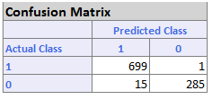 Confusion Matrix
Predicted Class
Actual Class 1 0
1 699 1
0 15 285